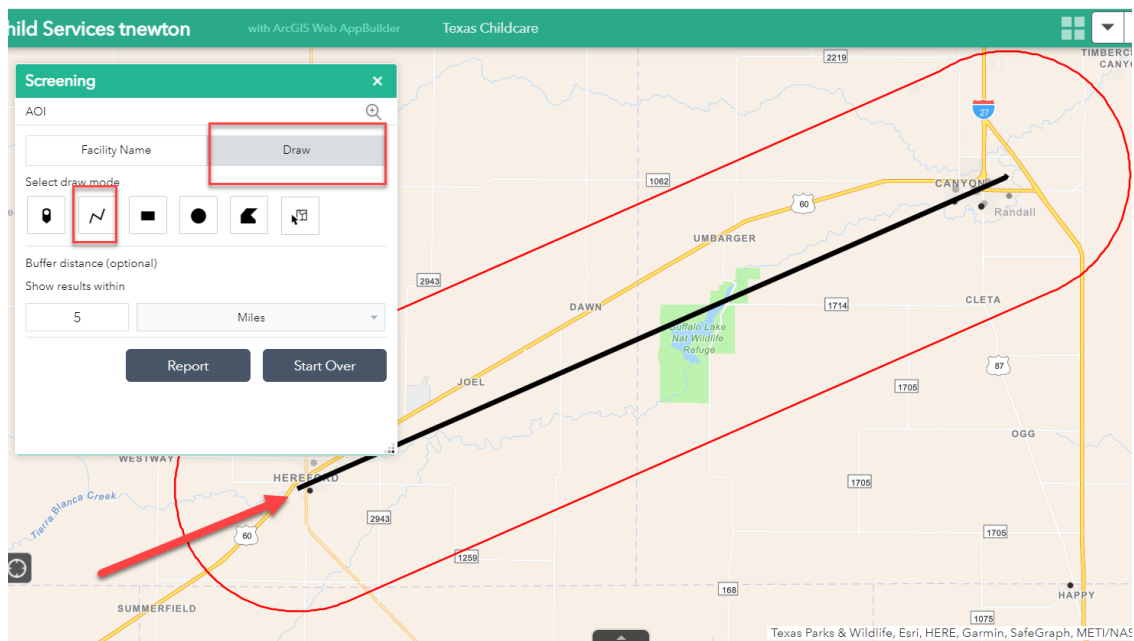 hild Services tnewton with ArcGIS Web AppBuilder Texas Childcare
Screening
AOI
Facility Name Draw
Select draw mode
Buffer distance (optional)
Show results within
5 Miles
Report Start Over
2219
27
1062
CANYON
60
Randall
UMBARGER
2943
DAWN
1714
CLETA
Buffalo Lake
Nat Wildlife
Refuge
87
JOEL
1705
OGG
WESTWAY
HEREFORD
1705
Tierra Blanca Creek
2943
60
1705
1259
168
HAPPY
SUMMERFIELD
1075
Texas Parks & Wildlife, Esri, HERE, Garmin, SafeGraph, METI/NAS